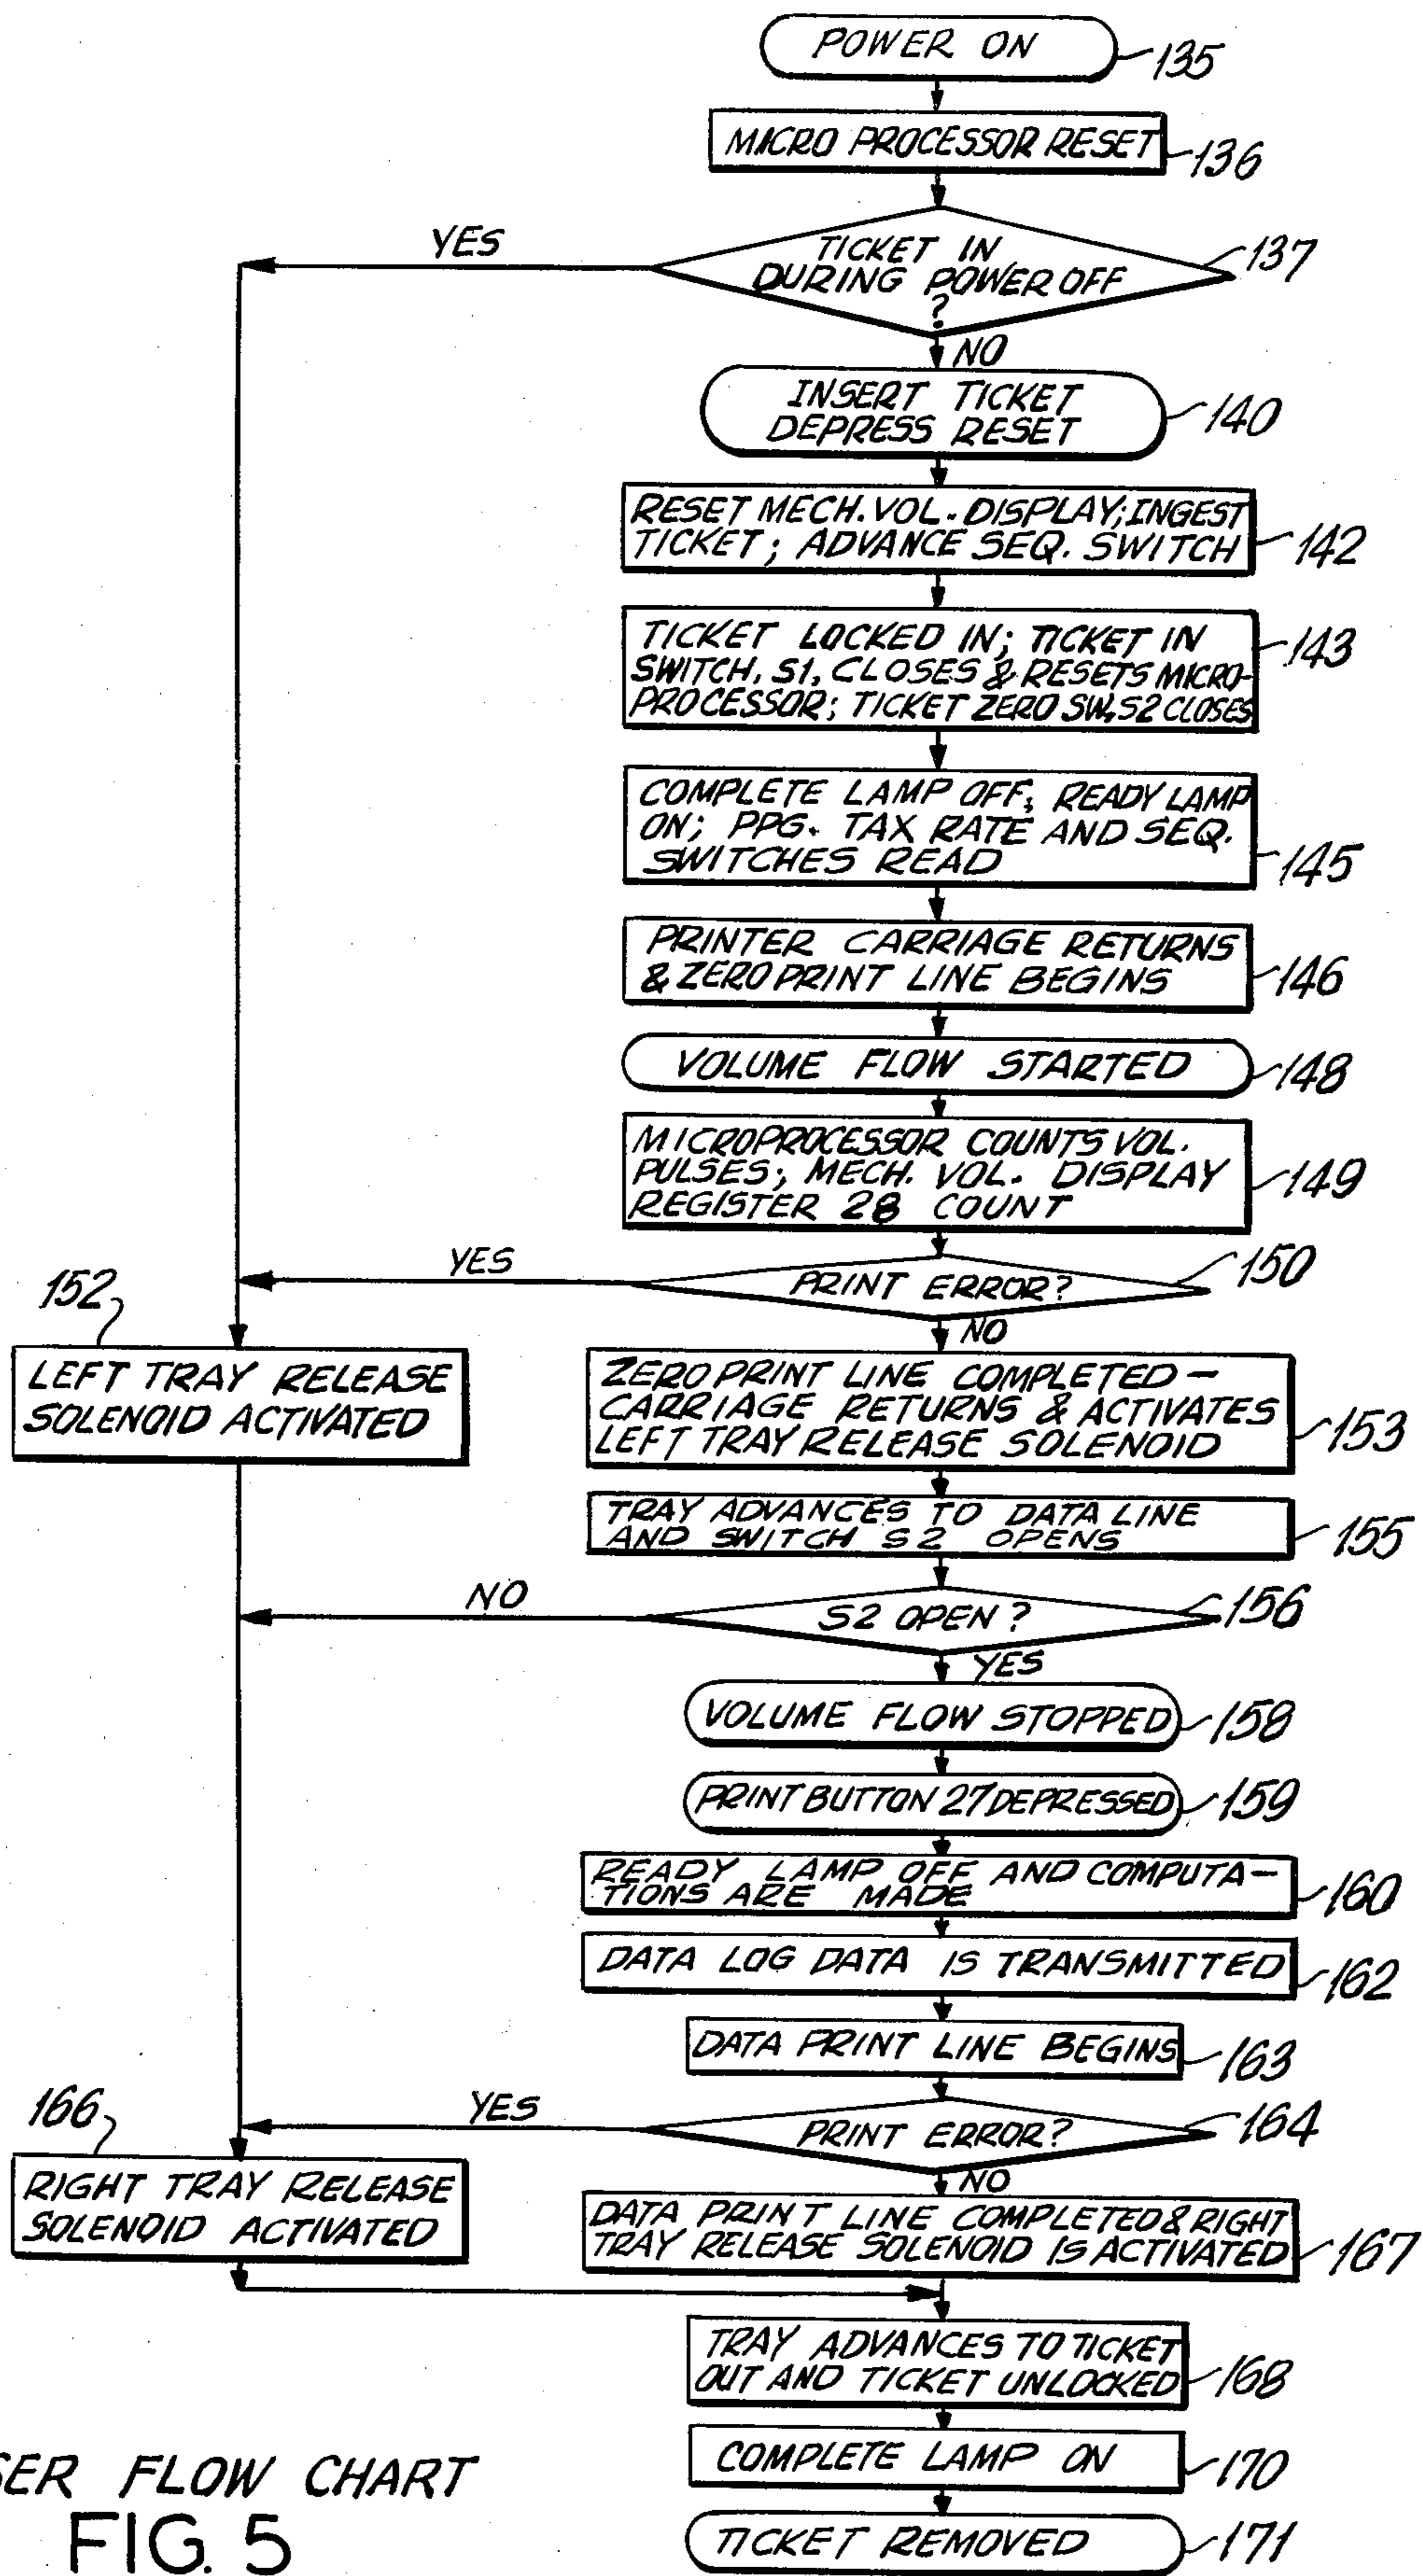 POWER ON
135
MICRO PROCESSOR RESET
136
YES
TICKET IN
DURING POWER OFF
?
137
NO
INSERT TICKET
DEPRESS RESET
140
RESET MECH. VOL. DISPLAY; INGEST
TICKET; ADVANCE SEQ. SWITCH
142
TICKET LOCKED IN; TICKET IN
SWITCH, S1, CLOSES & RESETS MICRO-
PROCESSOR; TICKET ZERO SW, S2 CLOSES
143
COMPLETE LAMP OFF; READY LAMP
ON; PPG. TAX RATE AND SEQ.
SWITCHES READ
145
PRINTER CARRIAGE RETURNS
& ZERO PRINT LINE BEGINS
146
VOLUME FLOW STARTED
148
MICROPROCESSOR COUNTS VOL.
PULSES; MECH. VOL. DISPLAY
REGISTER 28 COUNT
149
YES
PRINT ERROR?
150
NO
152
LEFT TRAY RELEASE
SOLENOID ACTIVATED
ZERO PRINT LINE COMPLETED -
CARRIAGE RETURNS & ACTIVATES
LEFT TRAY RELEASE SOLENOID
153
TRAY ADVANCES TO DATA LINE
AND SWITCH S2 OPENS
155
NO
S2 OPEN?
156
YES
VOLUME FLOW STOPPED
158
PRINT BUTTON 27 DEPRESSED
159
READY LAMP OFF AND COMPUTA-
TIONS ARE MADE
160
DATA LOG DATA IS TRANSMITTED
162
DATA PRINT LINE BEGINS
163
YES
PRINT ERROR?
164
NO
166
RIGHT TRAY RELEASE
SOLENOID ACTIVATED
DATA PRINT LINE COMPLETED & RIGHT
TRAY RELEASE SOLENOID IS ACTIVATED
167
TRAY ADVANCES TO TICKET
OUT AND TICKET UNLOCKED
168
COMPLETE LAMP ON
170
TICKET REMOVED
171
SER FLOW CHART
FIG. 5